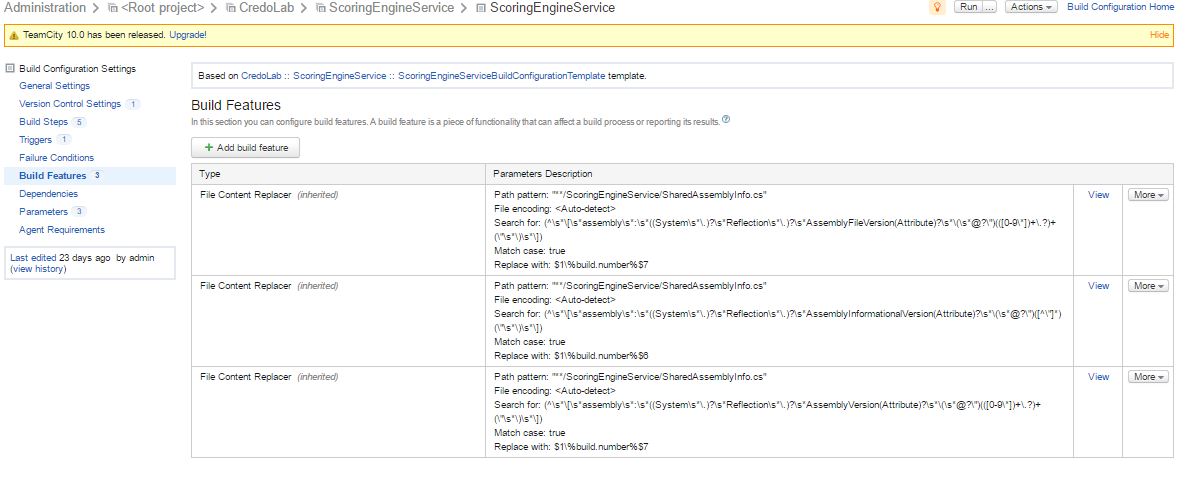 Administration > <Root project> > CredoLab > ScoringEngineService > ScoringEngineService
Run ... Actions Build Configuration Home
TeamCity 10.0 has been released. Upgrade! Hide
Build Configuration Settings
General Settings
Version Control Settings 1
Build Steps 5
Triggers 1
Failure Conditions
Build Features 3
Dependencies
Parameters 3
Agent Requirements
Last edited 23 days ago by admin
(view history)
Based on CredoLab :: ScoringEngineService :: ScoringEngineServiceBuildConfigurationTemplate template.
Build Features
In this section you can configure build features. A build feature is a piece of functionality that can affect a build process or reporting its results. ?
+ Add build feature
Type Parameters Description
File Content Replacer (inherited) Path pattern: "**/ScoringEngineService/SharedAssemblyInfo.cs" View More
File encoding: <Auto-detect>
Search for: (^\s*\[\s*assembly\s*:\s*((System\s*\.)?\s*Reflection\s*\.)?\s*AssemblyFileVersion(Attribute)?\s*\(\s*@?\")(([0-9\*])+\.?)+
(\"\s*\)\s*\])
Match case: true
Replace with: $1\%build.number%$7
File Content Replacer (inherited) Path pattern: "**/ScoringEngineService/SharedAssemblyInfo.cs" View More
File encoding: <Auto-detect>
Search for: (^\s*\[\s*assembly\s*:\s*((System\s*\.)?\s*Reflection\s*\.)?\s*AssemblyInformationalVersion(Attribute)?\s*\(\s*@?\")([^\"]*)
(\"\s*\)\s*\])
Match case: true
Replace with: $1\%build.number%$6
File Content Replacer (inherited) Path pattern: "**/ScoringEngineService/SharedAssemblyInfo.cs" View More
File encoding: <Auto-detect>
Search for: (^\s*\[\s*assembly\s*:\s*((System\s*\.)?\s*Reflection\s*\.)?\s*AssemblyVersion(Attribute)?\s*\(\s*@?\")(([0-9\*])+\.?)+
(\"\s*\)\s*\])
Match case: true
Replace with: $1\%build.number%$7